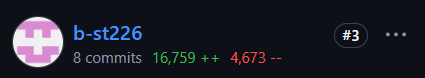 b-st226 #3
8 commits 16,759 ++ 4,673 --